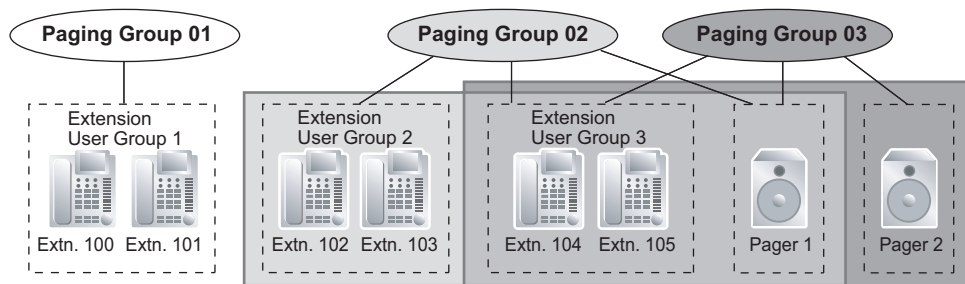 Paging Group 01
Paging Group 02
Paging Group 03
Extension
User Group 1
Extn. 100
Extn. 101
Extension
User Group 2
Extn. 102
Extn. 103
Extension
User Group 3
Extn. 104
Extn. 105
Pager 1
Pager 2